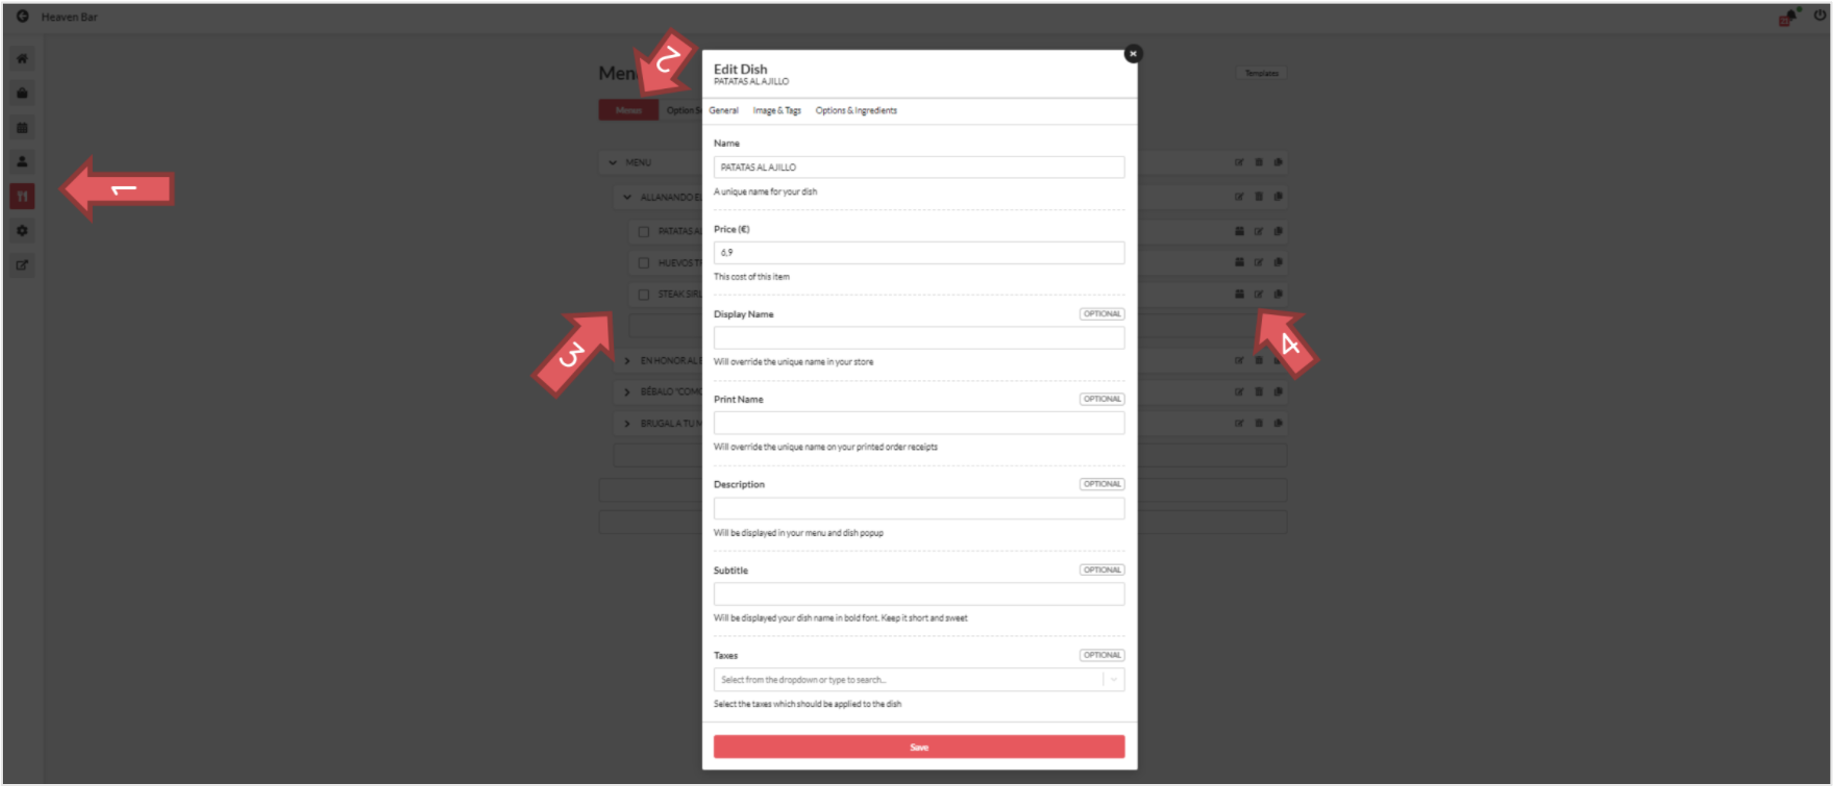 Heaven Bar
23
Men
2
Templates
Menus
Option S
1
MENU
ALLANANDO EL
PATATAS AL
HUEVOS TR
STEAK SIRL
3
4
EN HONOR AL E
BÉBALO "COMO
BRUGAL A TU M
Edit Dish
PATATAS AL AJILLO
General Image & Tags Options & Ingredients
Name
PATATAS AL AJILLO
A unique name for your dish
Price (€)
6,9
This cost of this item
Display Name OPTIONAL
Will override the unique name in your store
Print Name OPTIONAL
Will override the unique name on your printed order receipts
Description OPTIONAL
Will be displayed in your menu and dish popup
Subtitle OPTIONAL
Will be displayed your dish name in bold font. Keep it short and sweet
Taxes OPTIONAL
Select from the dropdown or type to search...
Select the taxes which should be applied to the dish
Save